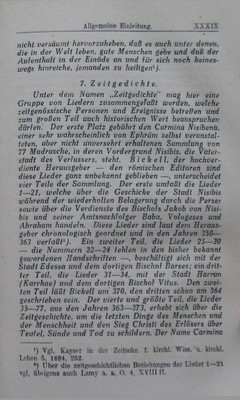 Allgemeine Einleitung. XXXIX
nicht versäumt hervorzuheben, daß es auch unter denen,
die in der Welt leben, gute Menschen gebe und daß der
Aufenthalt in der Einöde an und für sich noch keines-
wegs hinreiche, jemanden zu heiligen¹).
7. Zeitgedichte.
Unter dem Namen „Zeitgedichte" mag hier eine
Gruppe von Liedern zusammengefaßt werden, welche
zeitgenössische Personen und Ereignisse betreffen und
zum großen Teil auch historischen Wert beanspruchen
dürfen. Der erste Platz gebührt den Carmina Nisibena,
einer sehr wahrscheinlich von Ephräm selbst veranstal-
teten, aber nicht unversehrt erhaltenen Sammlung von
77 Madrasche, in deren Vordergrund Nisibis, die Vater-
stadt des Verfassers, steht. Bickell, der hochver-
diente Herausgeber — den römischen Editoren sind
diese Lieder ganz unbekannt geblieben —, unterscheidet
vier Teile der Sammlung. Der erste umfaßt die Lieder
1—21, welche über die Geschicke der Stadt Nisibis
während der wiederholten Belagerung durch die Perser
sowie über die Verdienste des Bischofs Jakob von Nisi-
bis und seiner Amtsnachfolger Babu, Vologeses und
Abraham handeln. Diese Lieder sind laut dem Heraus-
geber chronologisch geordnet und in den Jahren 350—
363 verfaßt²). Ein zweiter Teil, die Lieder 25—30
— die Nummern 22—24 fehlen in den bisher bekannt
gewordenen Handschriften —, beschäftigt sich mit der
Stadt Edessa und dem dortigen Bischof Barses; ein drit-
ter Teil, die Lieder 31—34, mit der Stadt Harran
(Karrhae) und dem dortigen Bischof Vitus. Den zwei-
ten Teil läßt Bickell um 370, den dritten schon um 364
geschrieben sein. Der vierte und größte Teil, die Lieder
35—77, aus den Jahren 363—373, erhebt sich über die
Zeitgeschichte, um die letzten Dinge des Menschen und
der Menschheit und den Sieg Christi des Erlösers über
Teufel, Sünde und Tod zu schildern. Der Name Carmina
¹) Vgl. Kayser in der Zeitschr. f. kirchl. Wiss. u. kirchl.
Leben 5, 1884, 252.
²) Über die zeitgeschichtlichen Beziehungen der Lieder 1—21
vgl. übrigens auch Lamy a. a. O. 4, XVIII ff.